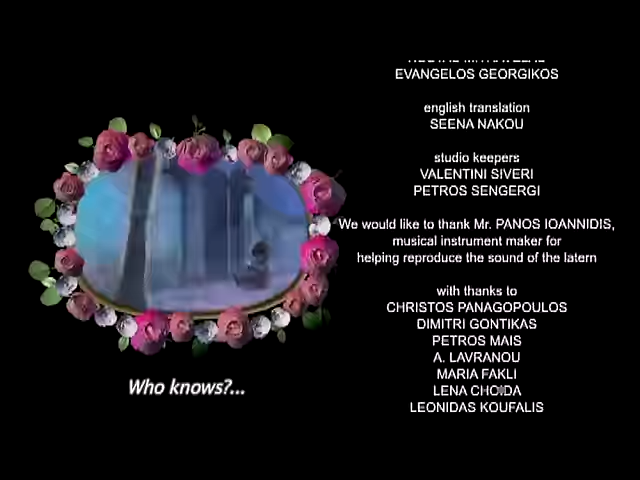 EVANGELOS GEORGIKOS
english translation
SEENA NAKOU
studio keepers
VALENTINI SIVERI
PETROS SENGERGI
We would like to thank Mr. PANOS IOANNIDIS,
musical instrument maker for
helping reproduce the sound of the latern
with thanks to
CHRISTOS PANAGOPOULOS
DIMITRI GONTIKAS
PETROS MAIS
A. LAVRANOU
MARIA FAKLI
LENA
LEONIDAS KOUFALIS
Who knows?...